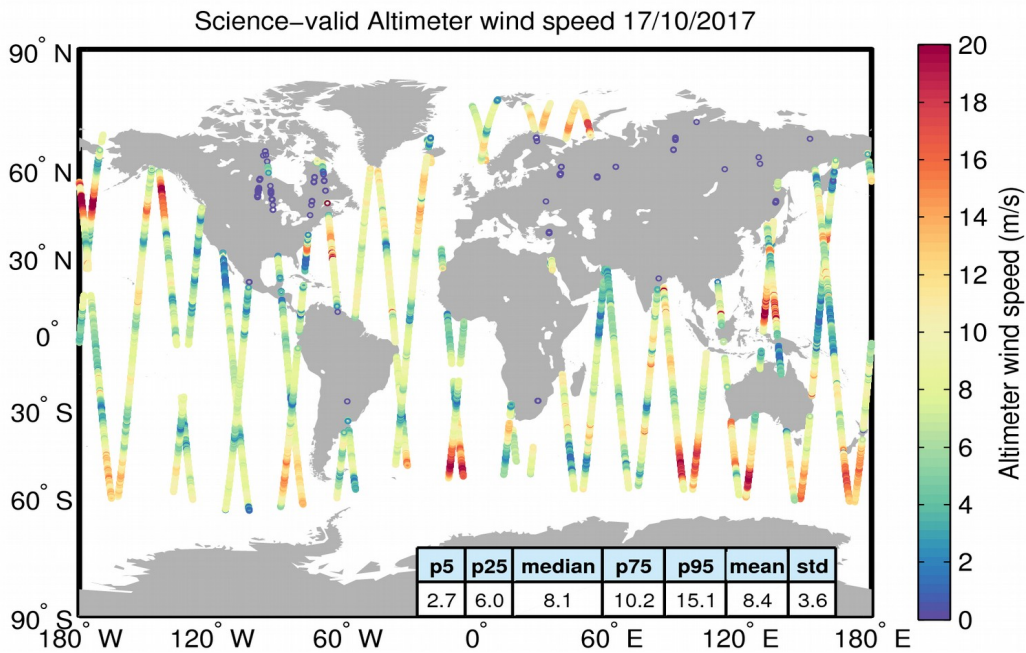 Science−valid Altimeter wind speed 17/10/2017
90° N
60° N
30° N
0°
30° S
60° S
90° S
180° W
120° W
60° W
0°
60° E
120° E
180° E
20
18
16
14
12
10
8
6
4
2
0
Altimeter wind speed (m/s)
p5 p25 median p75 p95 mean std
2.7 6.0 8.1 10.2 15.1 8.4 3.6